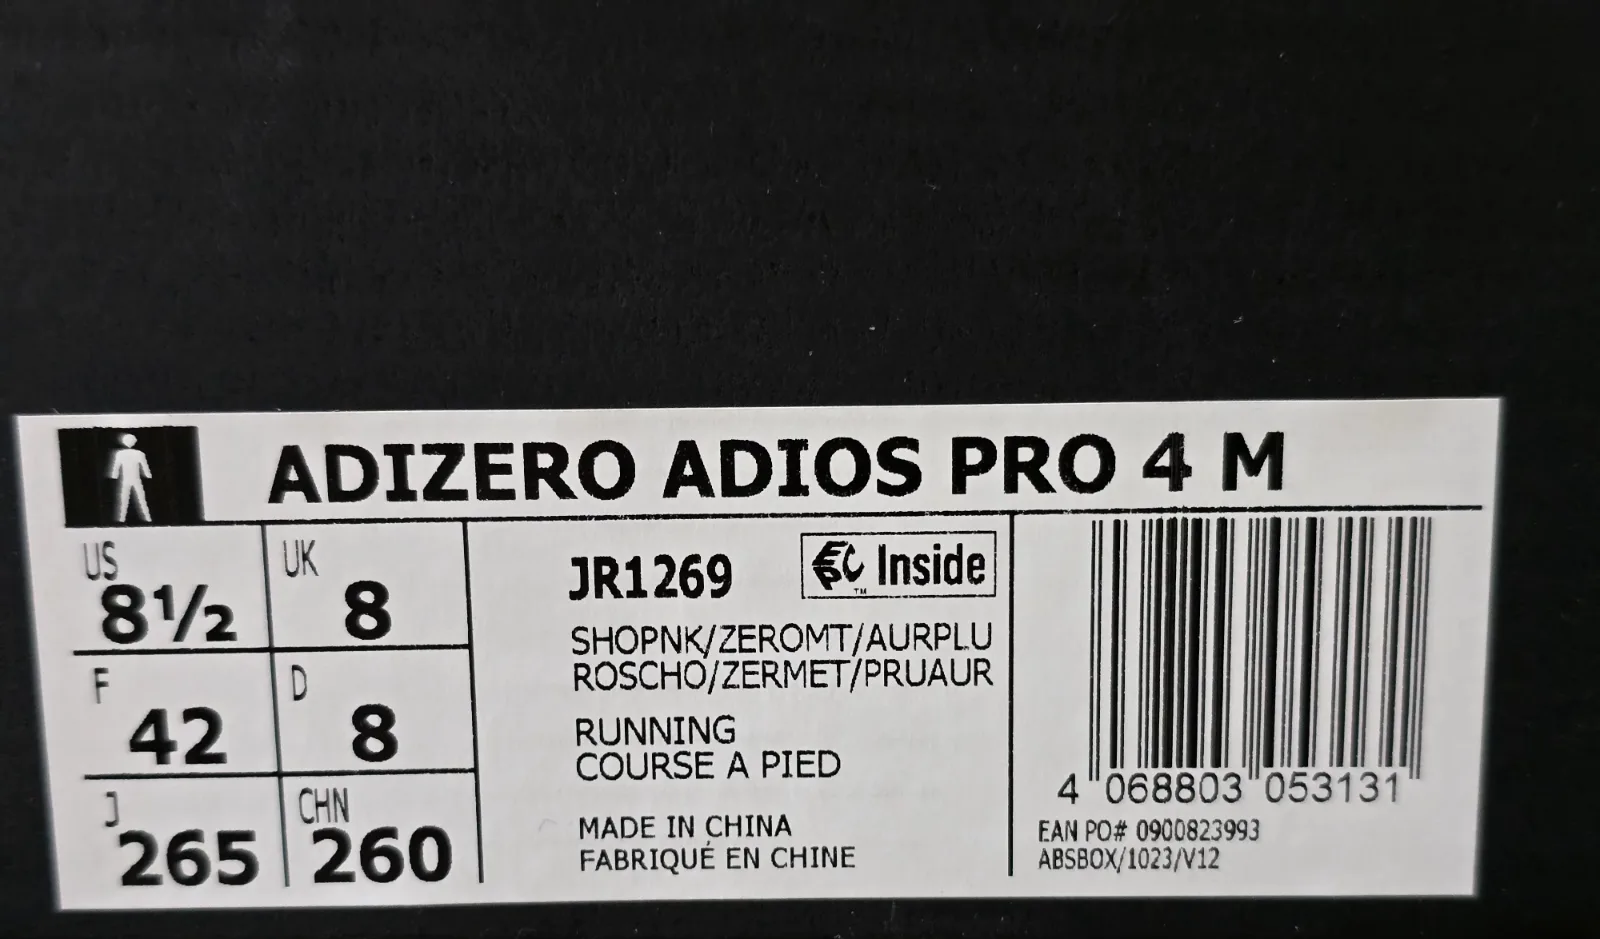 ADIZERO ADIOS PRO 4 M
US
8½
UK
8
F
42
D
8
J
265
CHN
260
JR1269
EPC Inside
TM
SHOPNK/ZEROMT/AURPLU
ROSCHO/ZERMET/PRUAUR
RUNNING
COURSE A PIED
MADE IN CHINA
FABRIQUÉ EN CHINE
4 068803 053131
EAN PO# 0900823993
ABSBOX/1023/V12